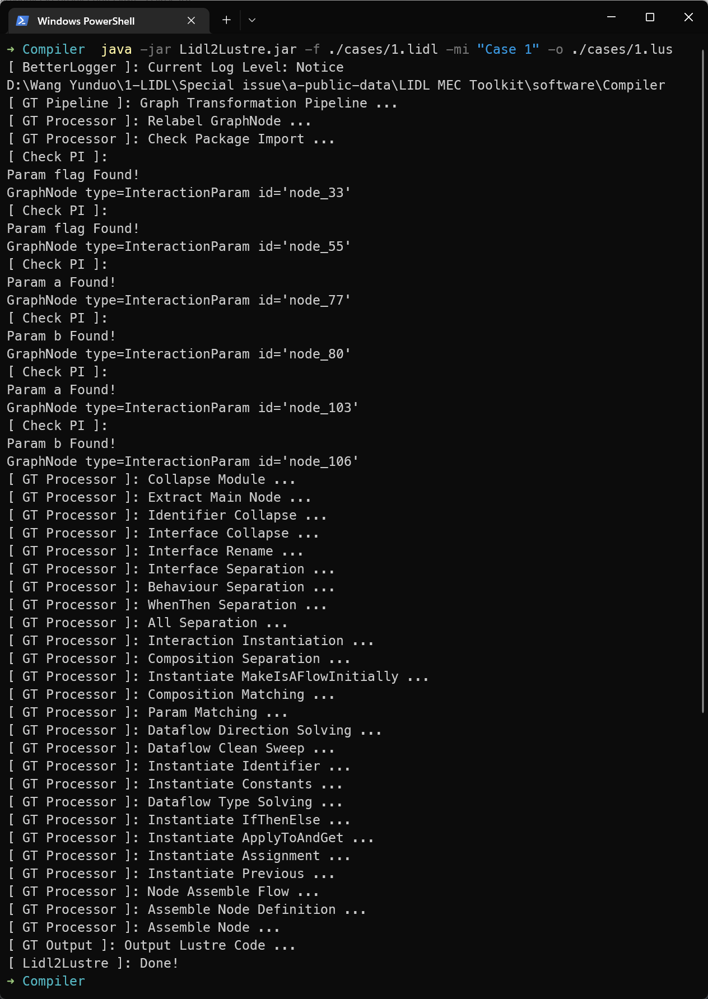 Windows PowerShell
➜ Compiler  java -jar Lidl2Lustre.jar -f ./cases/1.lidl -mi "Case 1" -o ./cases/1.lus
[ BetterLogger ]: Current Log Level: Notice
D:\Wang Yunduo\1-LIDL\Special issue\a-public-data\LIDL MEC Toolkit\software\Compiler
[ GT Pipeline ]: Graph Transformation Pipeline ...
[ GT Processor ]: Relabel GraphNode ...
[ GT Processor ]: Check Package Import ...
[ Check PI ]:
Param flag Found!
GraphNode type=InteractionParam id='node_33'
[ Check PI ]:
Param flag Found!
GraphNode type=InteractionParam id='node_55'
[ Check PI ]:
Param a Found!
GraphNode type=InteractionParam id='node_77'
[ Check PI ]:
Param b Found!
GraphNode type=InteractionParam id='node_80'
[ Check PI ]:
Param a Found!
GraphNode type=InteractionParam id='node_103'
[ Check PI ]:
Param b Found!
GraphNode type=InteractionParam id='node_106'
[ GT Processor ]: Collapse Module ...
[ GT Processor ]: Extract Main Node ...
[ GT Processor ]: Identifier Collapse ...
[ GT Processor ]: Interface Collapse ...
[ GT Processor ]: Interface Rename ...
[ GT Processor ]: Interface Separation ...
[ GT Processor ]: Behaviour Separation ...
[ GT Processor ]: WhenThen Separation ...
[ GT Processor ]: All Separation ...
[ GT Processor ]: Interaction Instantiation ...
[ GT Processor ]: Composition Separation ...
[ GT Processor ]: Instantiate MakeIsAFlowInitially ...
[ GT Processor ]: Composition Matching ...
[ GT Processor ]: Param Matching ...
[ GT Processor ]: Dataflow Direction Solving ...
[ GT Processor ]: Dataflow Clean Sweep ...
[ GT Processor ]: Instantiate Identifier ...
[ GT Processor ]: Instantiate Constants ...
[ GT Processor ]: Dataflow Type Solving ...
[ GT Processor ]: Instantiate IfThenElse ...
[ GT Processor ]: Instantiate ApplyToAndGet ...
[ GT Processor ]: Instantiate Assignment ...
[ GT Processor ]: Instantiate Previous ...
[ GT Processor ]: Node Assemble Flow ...
[ GT Processor ]: Assemble Node Definition ...
[ GT Processor ]: Assemble Node ...
[ GT Output ]: Output Lustre Code ...
[ Lidl2Lustre ]: Done!
➜ Compiler